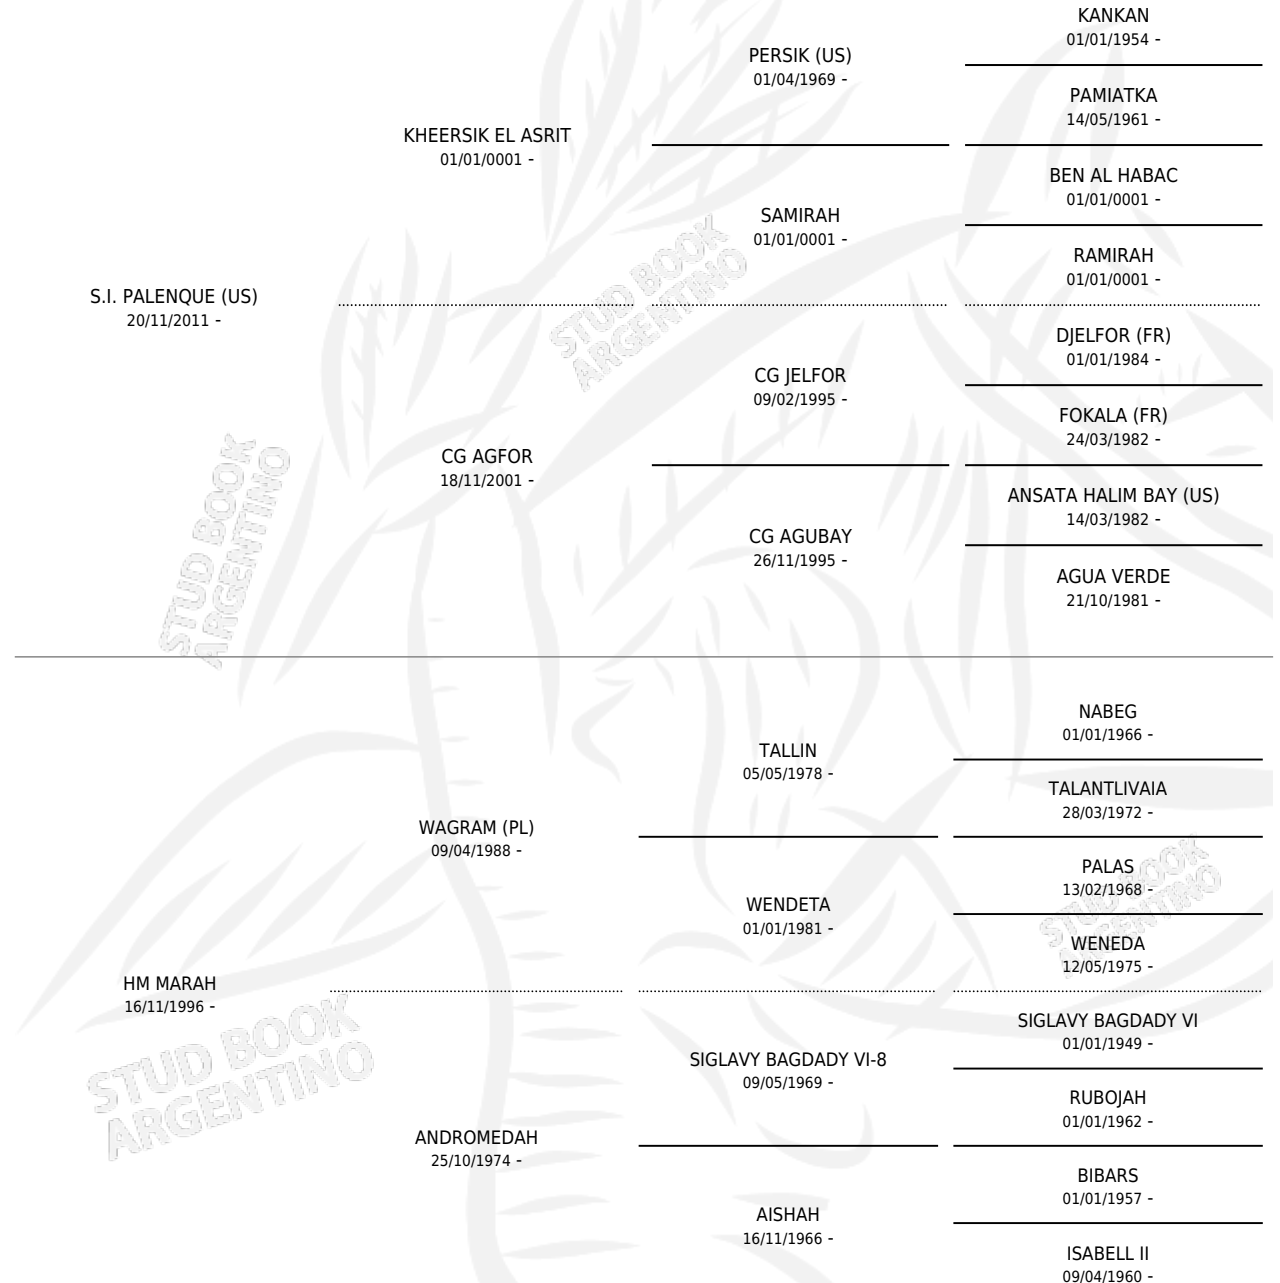 KANKAN
01/01/1954 -
PERSIK (US)
01/04/1969 -
PAMIATKA
14/05/1961 -
KHEERSIK EL ASRIT
01/01/0001 -
BEN AL HABAC
01/01/0001 -
SAMIRAH
01/01/0001 -
RAMIRAH
01/01/0001 -
S.I. PALENQUE (US)
20/11/2011 -
DJELFOR (FR)
01/01/1984 -
CG JELFOR
09/02/1995 -
FOKALA (FR)
24/03/1982 -
CG AGFOR
18/11/2001 -
ANSATA HALIM BAY (US)
14/03/1982 -
CG AGUBAY
26/11/1995 -
AGUA VERDE
21/10/1981 -
STUD BOOK
ARGENTINO
STUD BOOK
ARGENTINO
NABEG
01/01/1966 -
TALLIN
05/05/1978 -
TALANTLIVAIA
28/03/1972 -
WAGRAM (PL)
09/04/1988 -
PALAS
13/02/1968 -
WENDETA
01/01/1981 -
WENEDA
12/05/1975 -
HM MARAH
16/11/1996 -
SIGLAVY BAGDADY VI
01/01/1949 -
SIGLAVY BAGDADY VI-8
09/05/1969 -
RUBOJAH
01/01/1962 -
ANDROMEDAH
25/10/1974 -
BIBARS
01/01/1957 -
AISHAH
16/11/1966 -
ISABELL II
09/04/1960 -
STUD BOOK
ARGENTINO
STUD BOOK
ARGENTINO